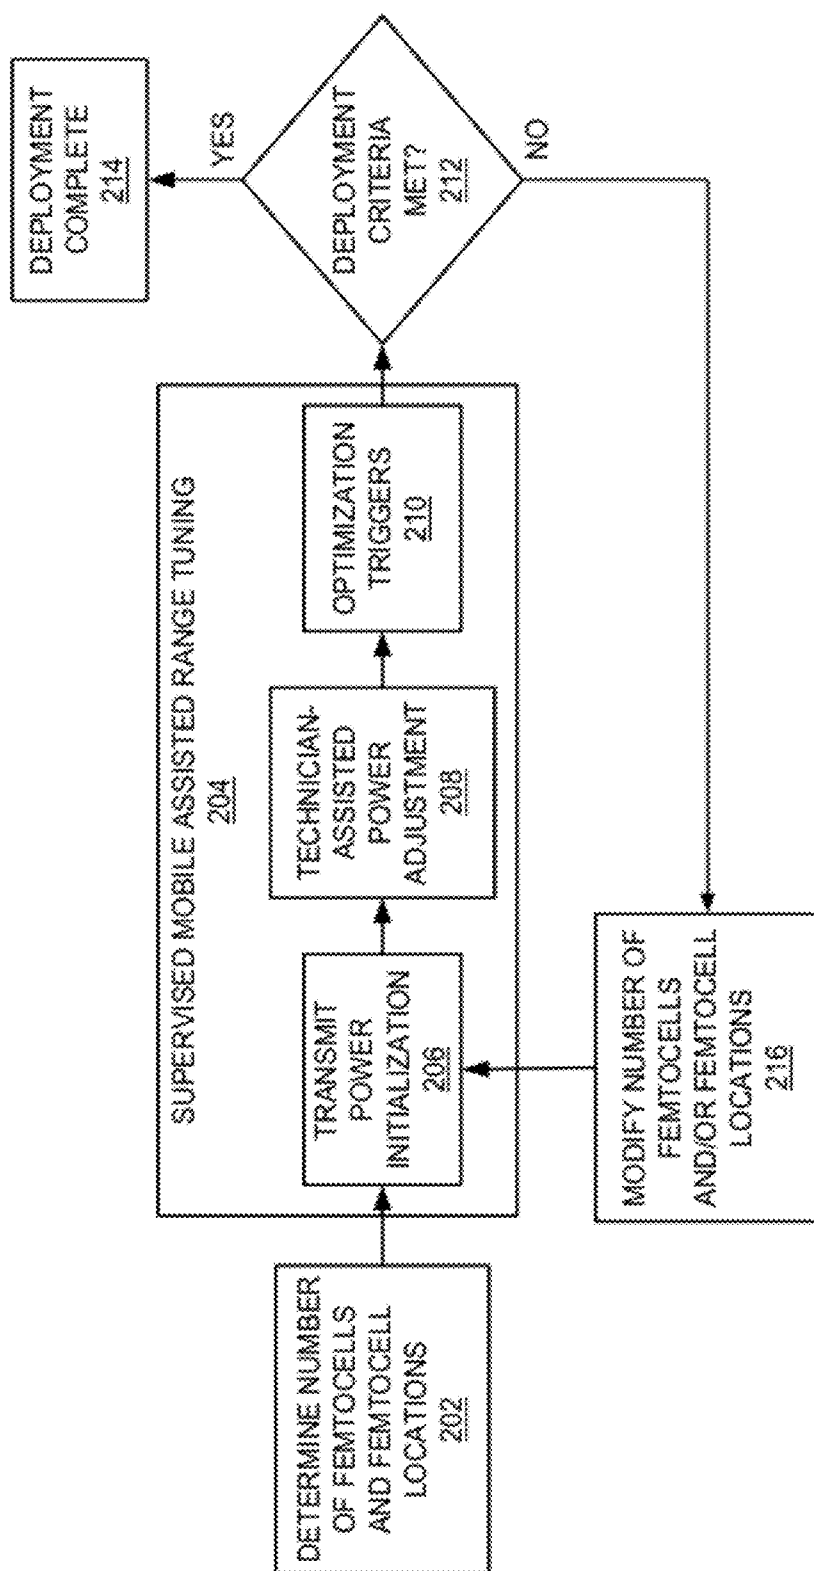 DETERMINE NUMBER
OF FEMTOCELLS
AND FEMTOCELL
LOCATIONS
202
SUPERVISED MOBILE ASSISTED RANGE TUNING
204
TRANSMIT
POWER
INITIALIZATION
206
TECHNICIAN-
ASSISTED
POWER
ADJUSTMENT
208
OPTIMIZATION
TRIGGERS
210
DEPLOYMENT
CRITERIA
MET?
212
YES
DEPLOYMENT
COMPLETE
214
NO
MODIFY NUMBER OF
FEMTOCELLS
AND/OR FEMTOCELL
LOCATIONS
216